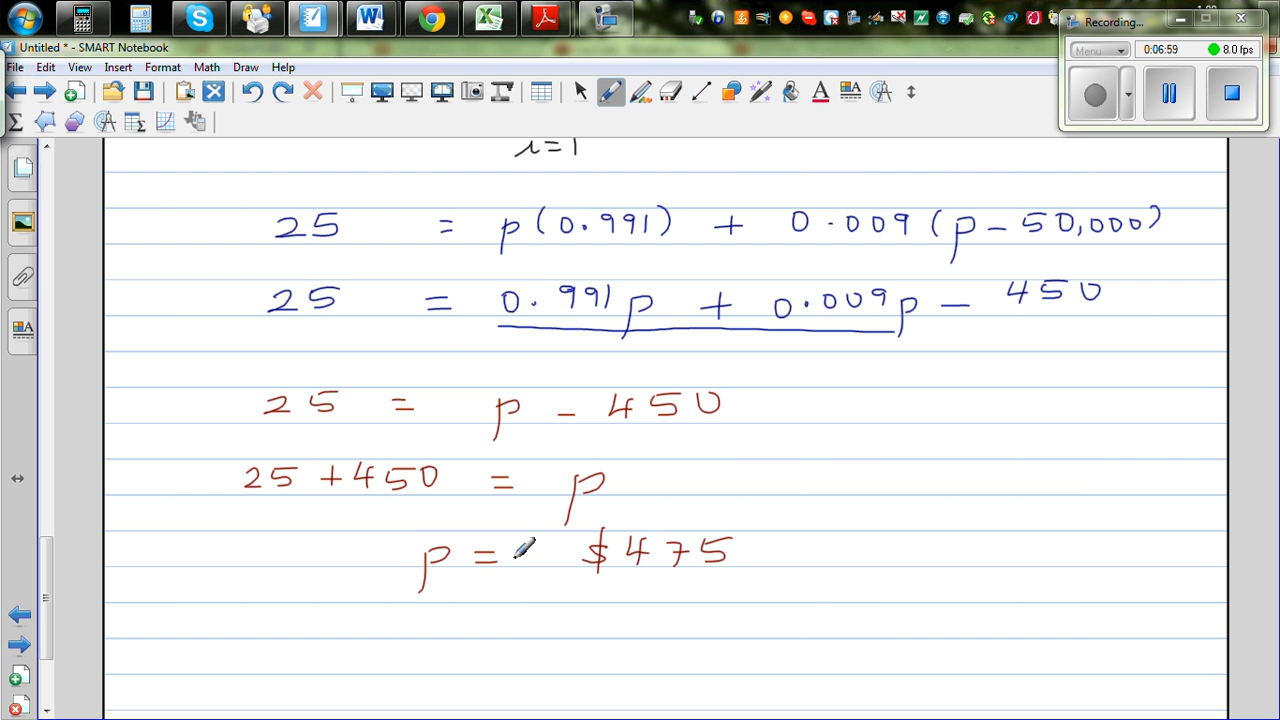 Recording...
Untitled * - SMART Notebook
Menu
0:06:59
8.0 fps
File Edit View Insert Format Math Draw Help
i=1
25 = p(0.991) + 0.009(p - 50,000)
25 = 0.991p + 0.009p - 450
25 = p - 450
25 + 450 = p
p = $475